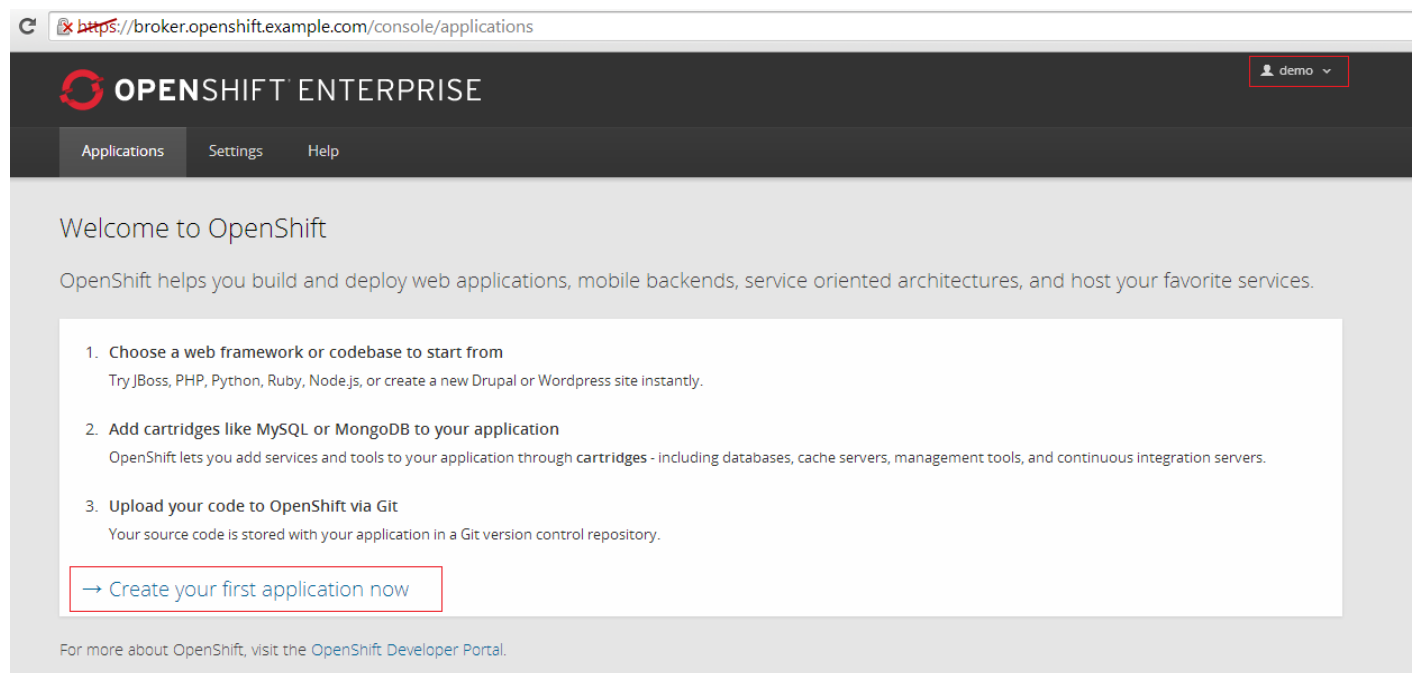 https://broker.openshift.example.com/console/applications
OPENSHIFT ENTERPRISE
demo
Applications Settings Help
Welcome to OpenShift
OpenShift helps you build and deploy web applications, mobile backends, service oriented architectures, and host your favorite services.
1. Choose a web framework or codebase to start from
Try JBoss, PHP, Python, Ruby, Node.js, or create a new Drupal or Wordpress site instantly.
2. Add cartridges like MySQL or MongoDB to your application
OpenShift lets you add services and tools to your application through cartridges - including databases, cache servers, management tools, and continuous integration servers.
3. Upload your code to OpenShift via Git
Your source code is stored with your application in a Git version control repository.
→ Create your first application now
For more about OpenShift, visit the OpenShift Developer Portal.